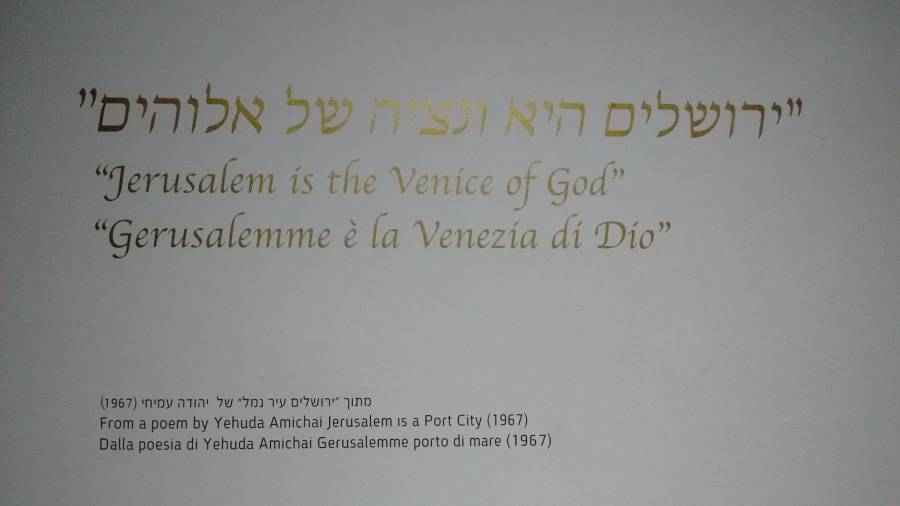 "ירושלים היא ונציה של אלוהים"
“Jerusalem is the Venice of God”
“Gerusalemme è la Venezia di Dio”
מתוך "ירושלים עיר נמל" של יהודה עמיחי (1967)
From a poem by Yehuda Amichai Jerusalem is a Port City (1967)
Dalla poesia di Yehuda Amichai Gerusalemme porto di mare (1967)